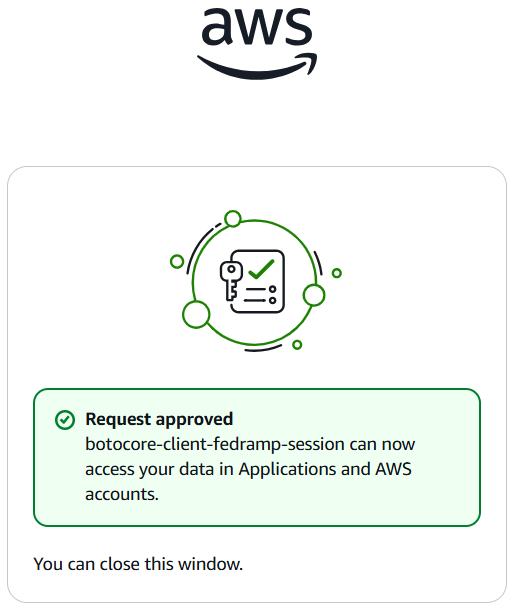 aws
Request approved
botocore-client-fedramp-session can now
access your data in Applications and AWS
accounts.
You can close this window.